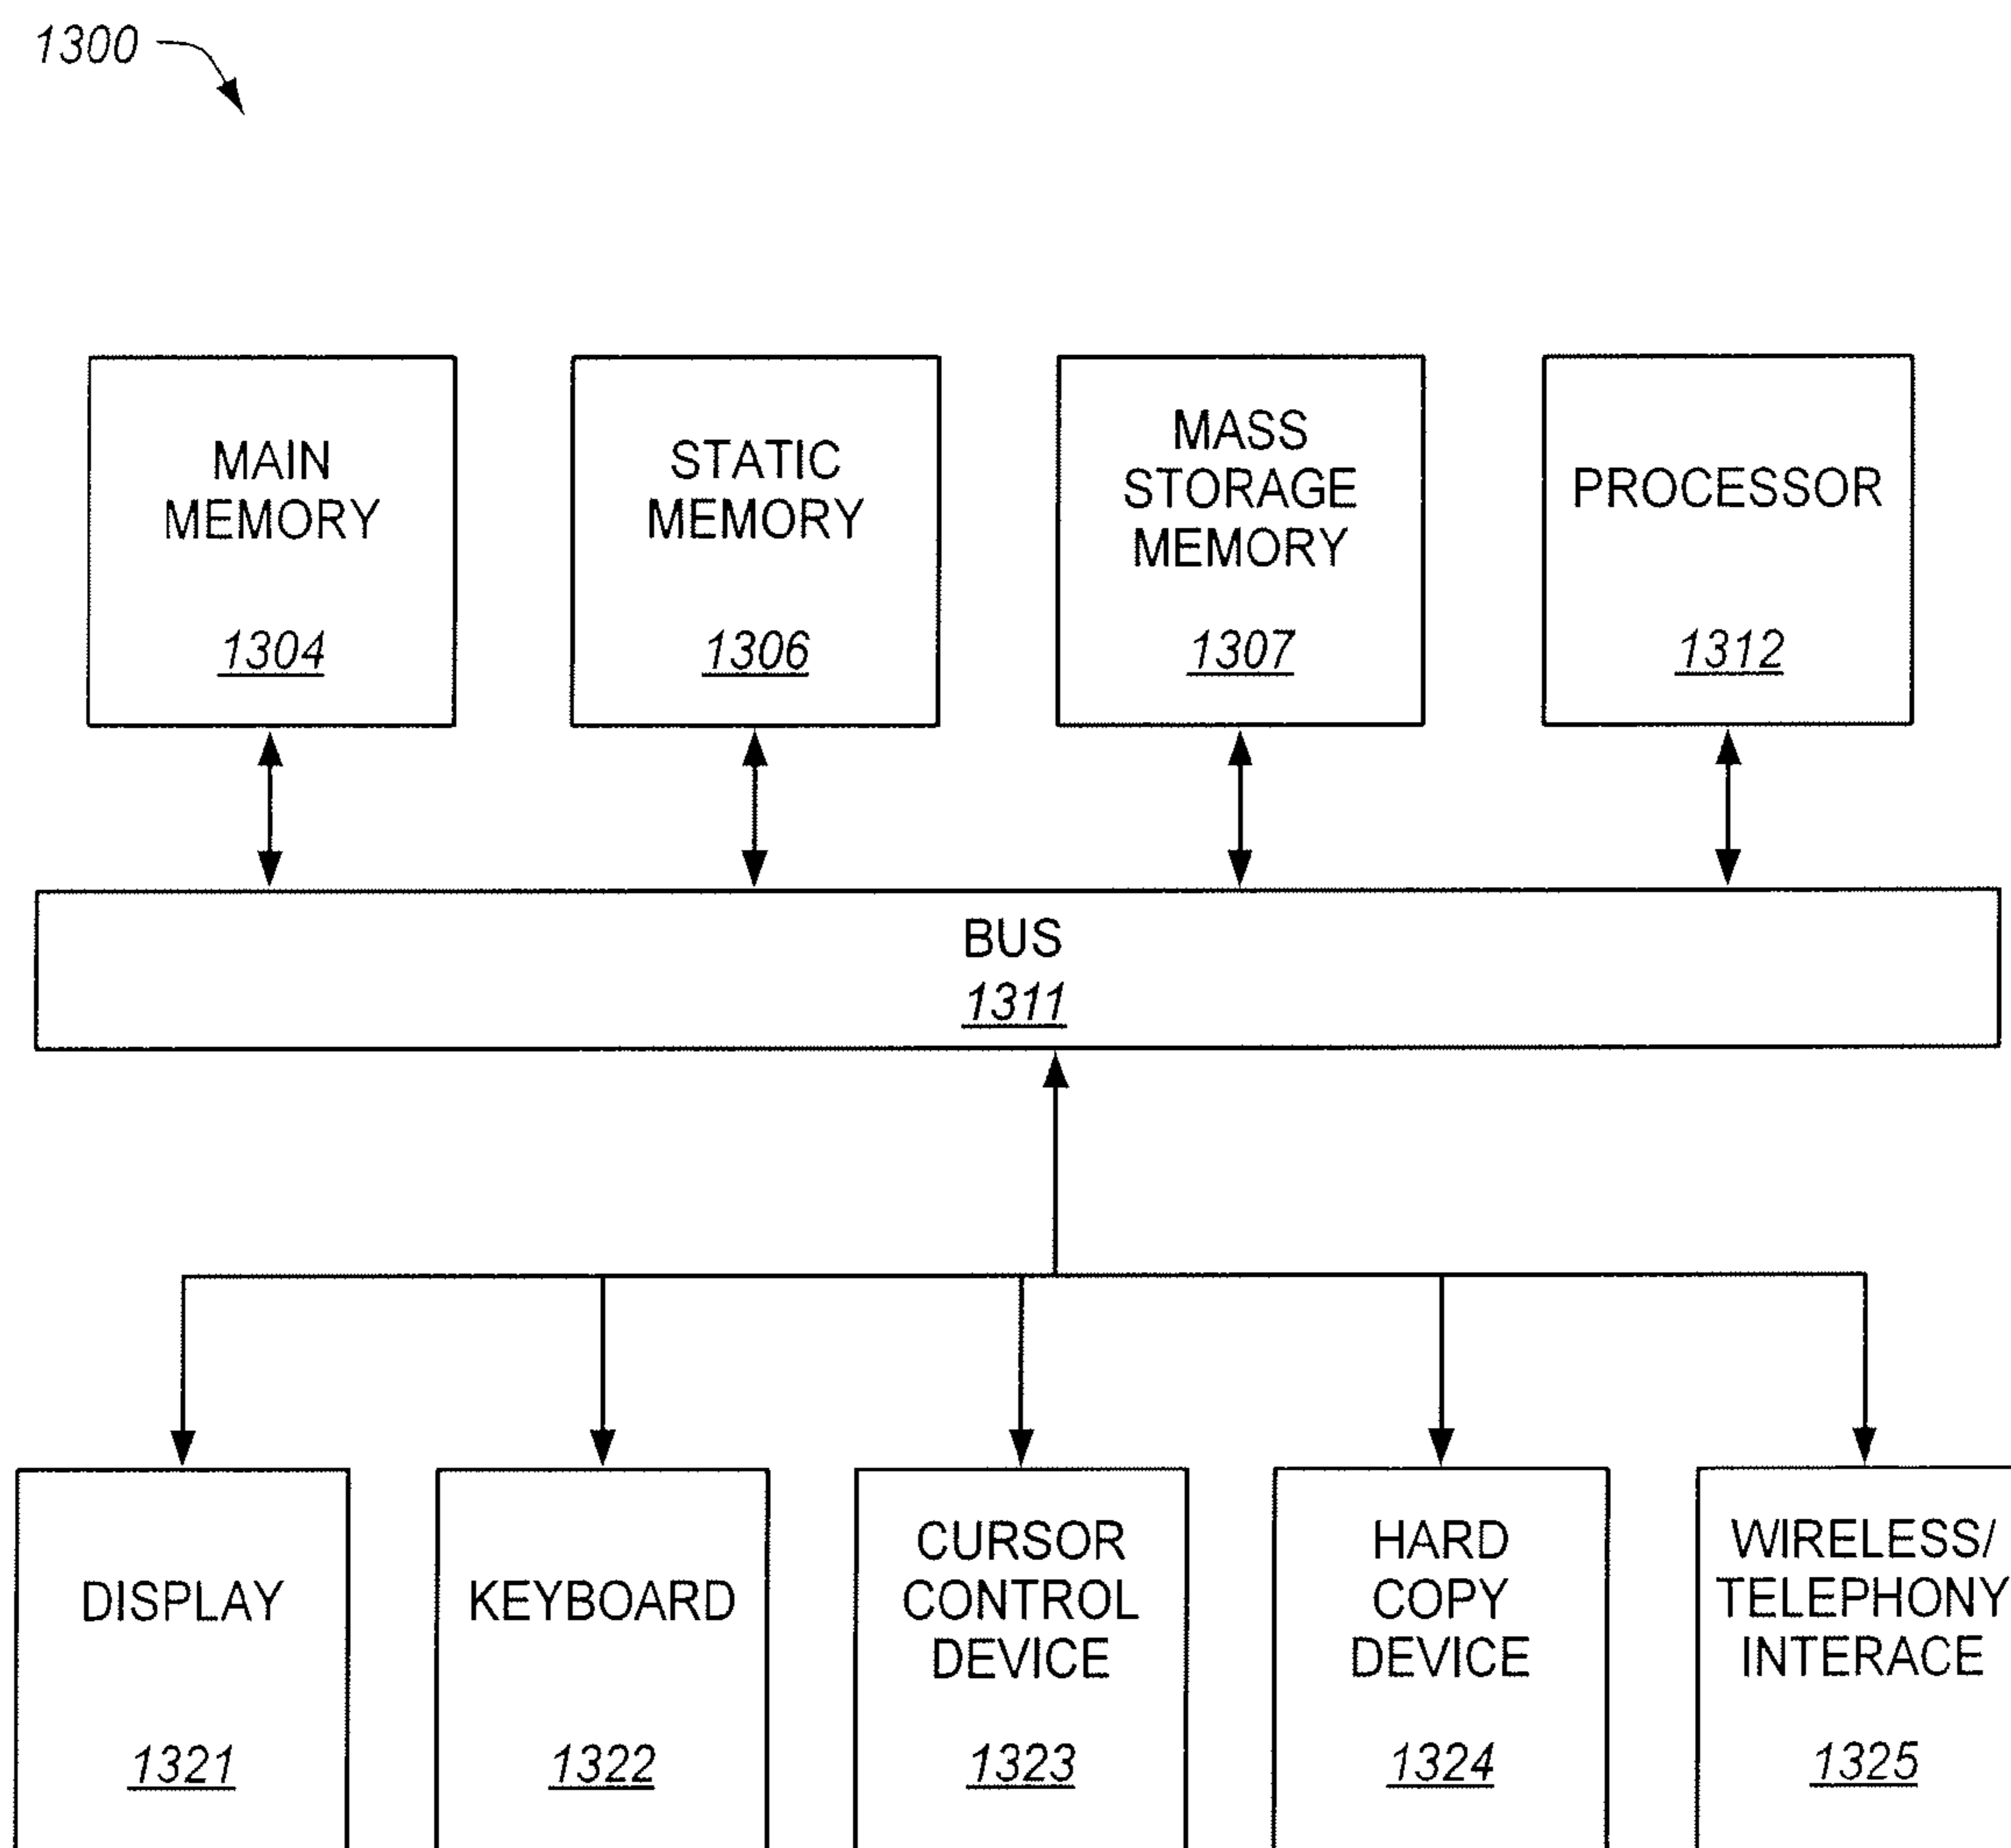 1300
MAIN
MEMORY
1304
STATIC
MEMORY
1306
MASS
STORAGE
MEMORY
1307
PROCESSOR
1312
BUS
1311
DISPLAY
1321
KEYBOARD
1322
CURSOR
CONTROL
DEVICE
1323
HARD
COPY
DEVICE
1324
WIRELESS/
TELEPHONY
INTERACE
1325